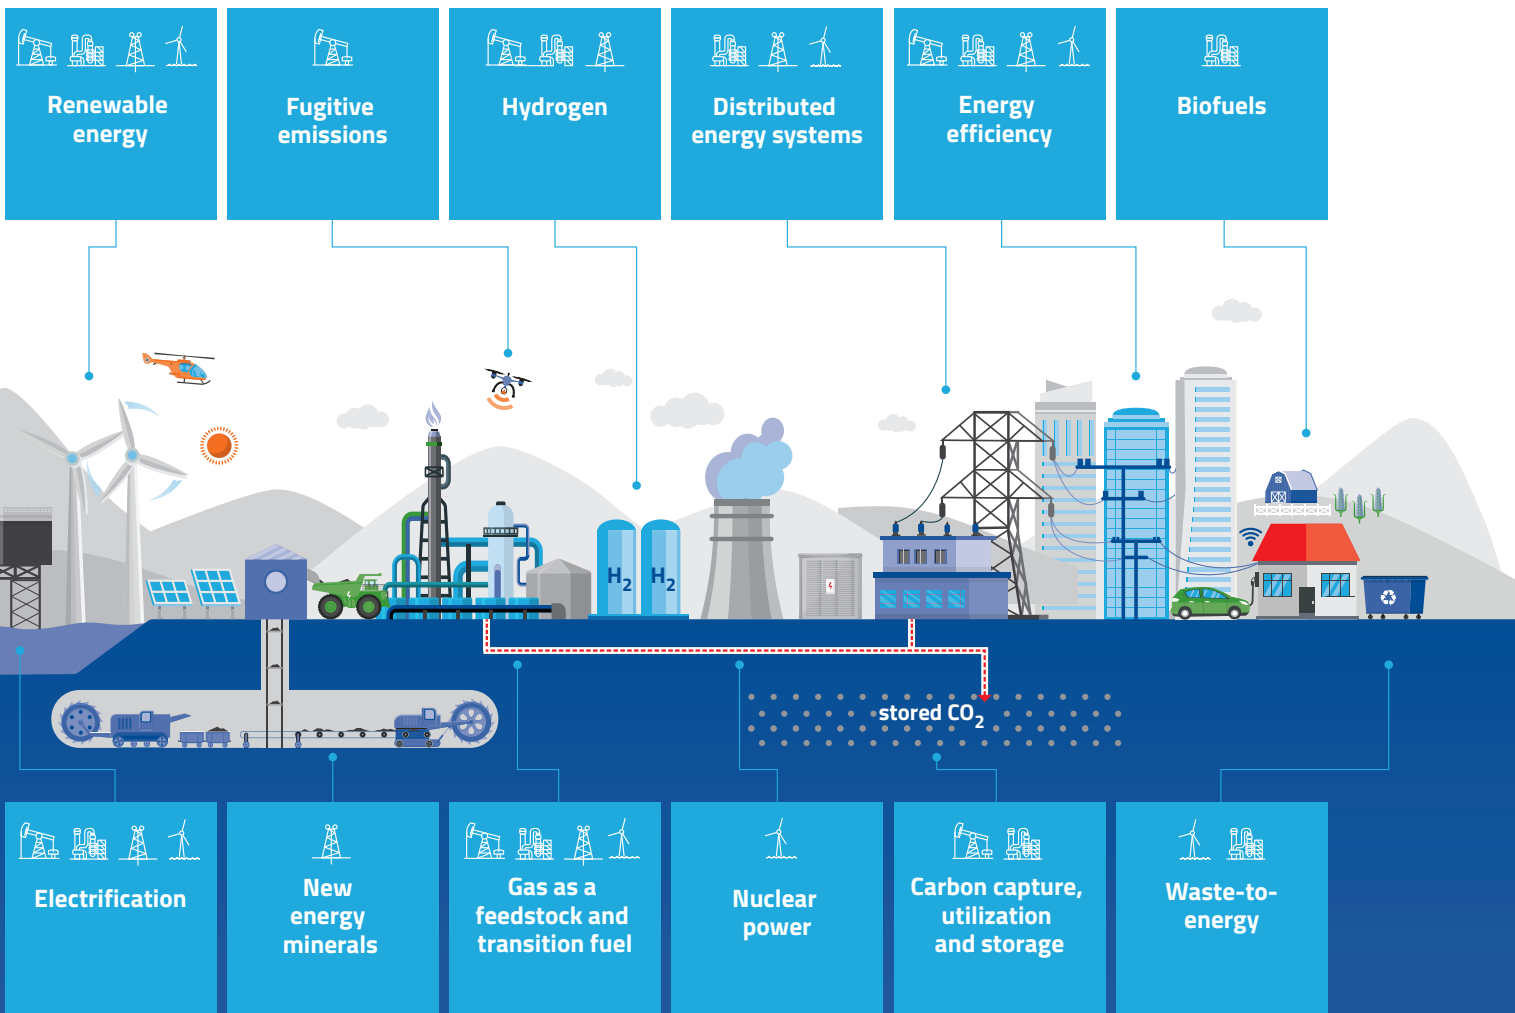 Renewable
energy
Fugitive
emissions
Hydrogen
Distributed
energy systems
Energy
efficiency
Biofuels
H₂ H₂
stored CO₂
Electrification
New
energy
minerals
Gas as a
feedstock and
transition fuel
Nuclear
power
Carbon capture,
utilization
and storage
Waste-to-
energy